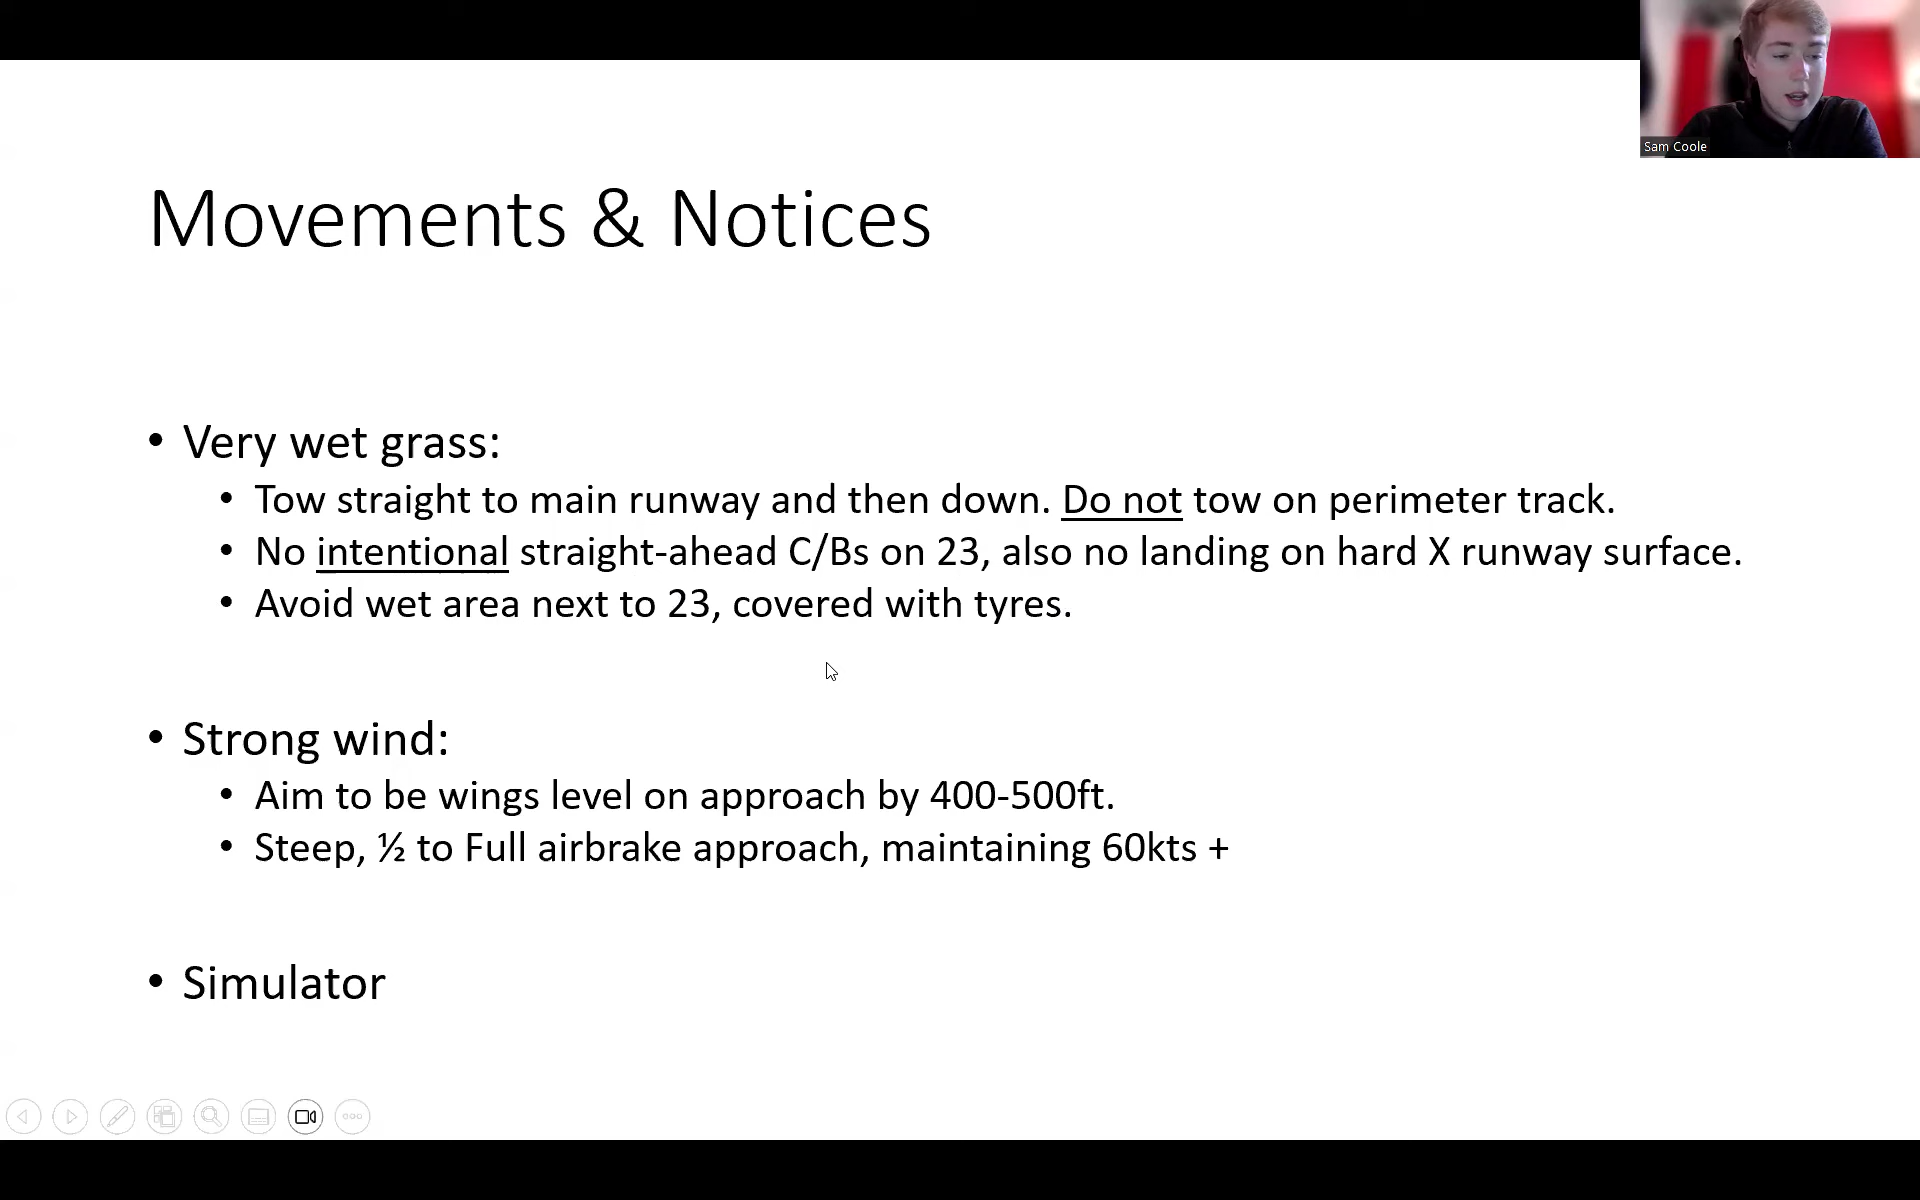 Sam Coole
Movements & Notices
• Very wet grass:
• Tow straight to main runway and then down. Do not tow on perimeter track.
• No intentional straight-ahead C/Bs on 23, also no landing on hard X runway surface.
• Avoid wet area next to 23, covered with tyres.
• Strong wind:
• Aim to be wings level on approach by 400-500ft.
• Steep, ½ to Full airbrake approach, maintaining 60kts +
• Simulator